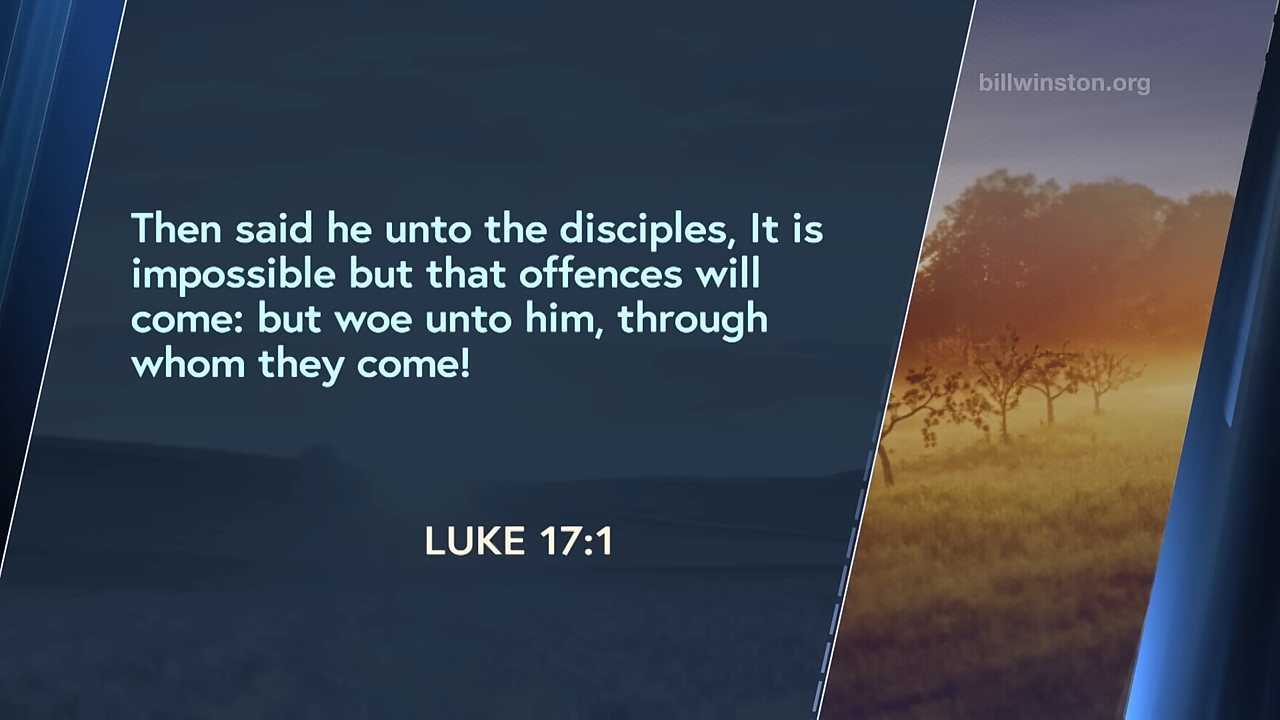 billwinston.org
Then said he unto the disciples, It is
impossible but that offences will
come: but woe unto him, through
whom they come!
LUKE 17:1